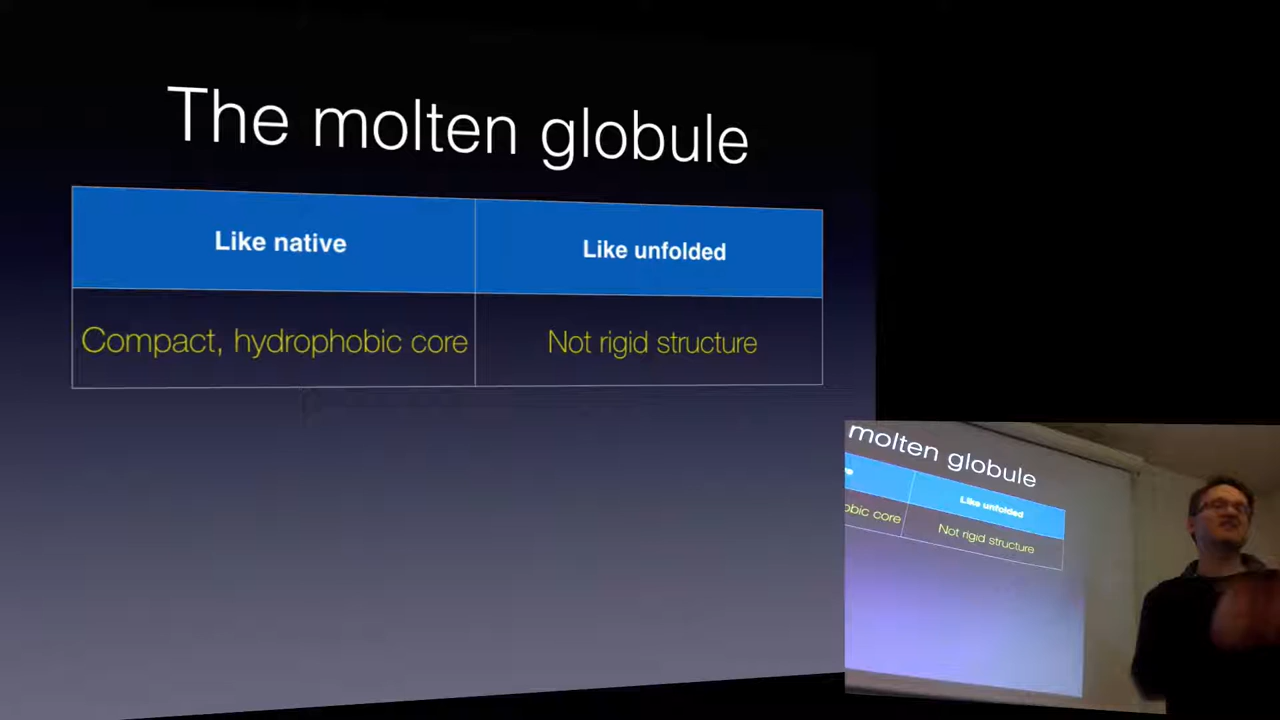 The molten globule
Like native
Like unfolded
Compact, hydrophobic core
Not rigid structure
molten globule
Like unfolded
obic core
Not rigid structure